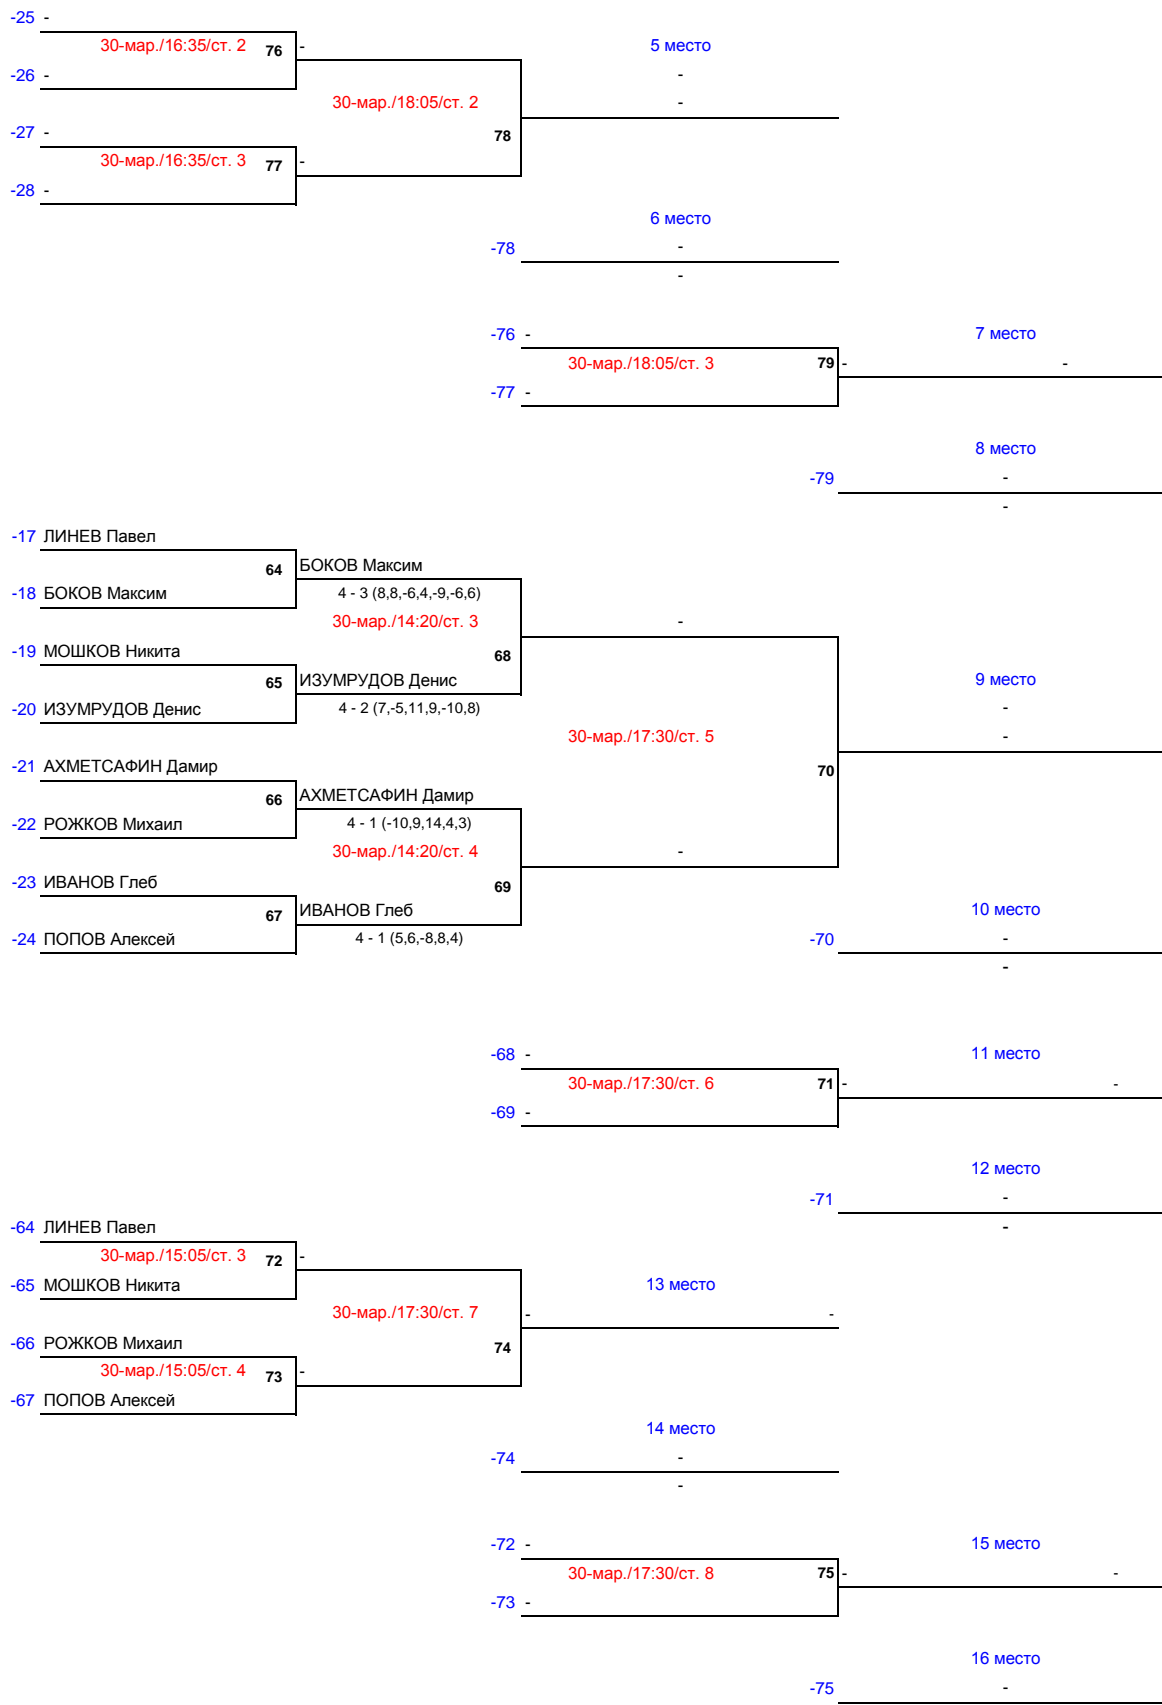 -25 -
30-мар./16:35/ст. 2 76 - 5 место
-26 - -
30-мар./18:05/ст. 2 -
-27 - 78
30-мар./16:35/ст. 3 77 -
-28 -
6 место
-78 -
-
-76 - 7 место
30-мар./18:05/ст. 3 79 - -
-77 -
8 место
-79 -
-
-17 ЛИНЕВ Павел
64 БОКОВ Максим
-18 БОКОВ Максим 4 - 3 (8,8,-6,4,-9,-6,6)
30-мар./14:20/ст. 3 -
-19 МОШКОВ Никита 68
65 ИЗУМРУДОВ Денис 9 место
-20 ИЗУМРУДОВ Денис 4 - 2 (7,-5,11,9,-10,8) -
30-мар./17:30/ст. 5 -
-21 АХМЕТСАФИН Дамир 70
66 АХМЕТСАФИН Дамир
-22 РОЖКОВ Михаил 4 - 1 (-10,9,14,4,3)
30-мар./14:20/ст. 4 -
-23 ИВАНОВ Глеб 69
67 ИВАНОВ Глеб 10 место
-24 ПОПОВ Алексей 4 - 1 (5,6,-8,8,4) -70 -
-
-68 - 11 место
30-мар./17:30/ст. 6 71 - -
-69 -
12 место
-71 -
-64 ЛИНЕВ Павел -
30-мар./15:05/ст. 3 72 -
-65 МОШКОВ Никита 13 место
30-мар./17:30/ст. 7 - -
-66 РОЖКОВ Михаил 74
30-мар./15:05/ст. 4 73 -
-67 ПОПОВ Алексей
14 место
-74 -
-
-72 - 15 место
30-мар./17:30/ст. 8 75 - -
-73 -
16 место
-75 -